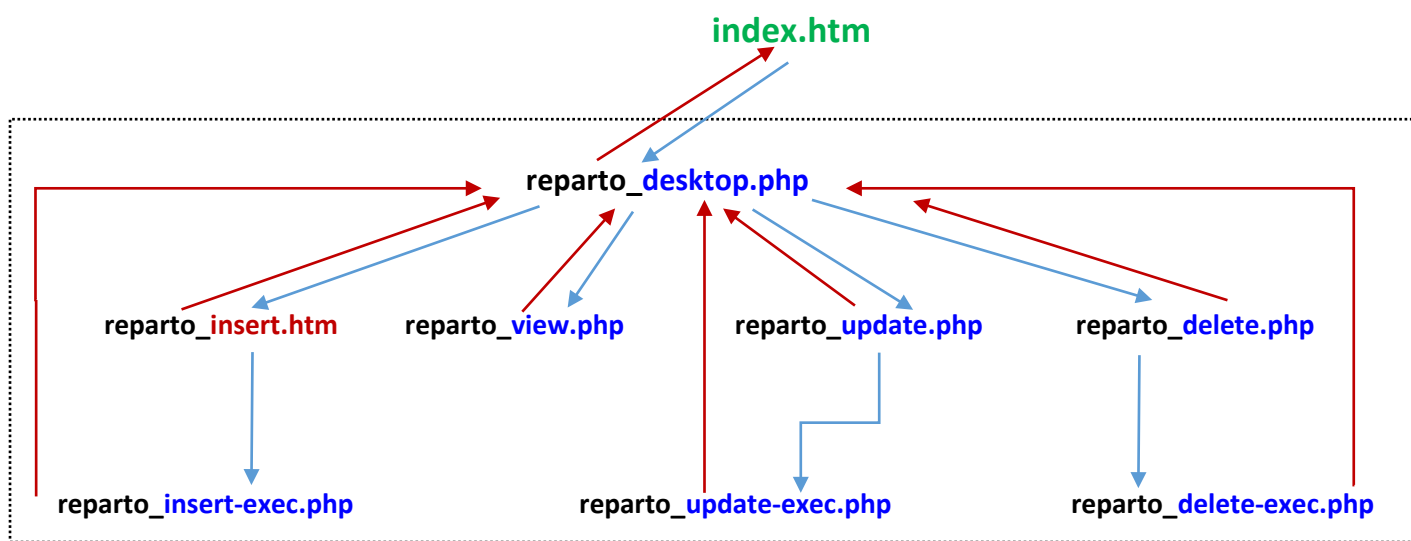 index.htm
reparto_desktop.php
reparto_insert.htm
reparto_view.php
reparto_update.php
reparto_delete.php
reparto_insert-exec.php
reparto_update-exec.php
reparto_delete-exec.php